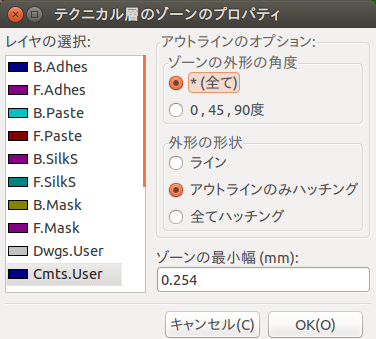 テクニカル層のゾーンのプロパティ
レイヤの選択:
B.Adhes
F.Adhes
B.Paste
F.Paste
B.SilkS
F.SilkS
B.Mask
F.Mask
Dwgs.User
Cmts.User
アウトラインのオプション:
ゾーンの外形の角度
* (全て)
0 , 45 , 90度
外形の形状
ライン
アウトラインのみハッチング
全てハッチング
ゾーンの最小幅 (mm):
0.254
キャンセル(C)
OK(O)